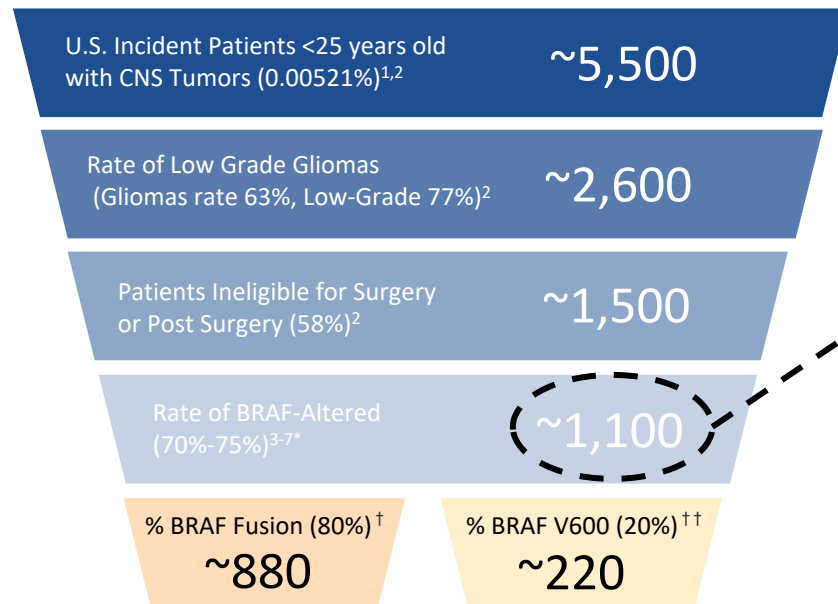 U.S. Incident Patients <25 years old
with CNS Tumors (0.00521%)1,2
~5,500
Rate of Low Grade Gliomas
(Gliomas rate 63%, Low-Grade 77%)2
~2,600
Patients Ineligible for Surgery
or Post Surgery (58%)2
~1,500
Rate of BRAF-Altered
(70%-75%)3-7*
~1,100
% BRAF Fusion (80%)†
~880
% BRAF V600 (20%)††
~220